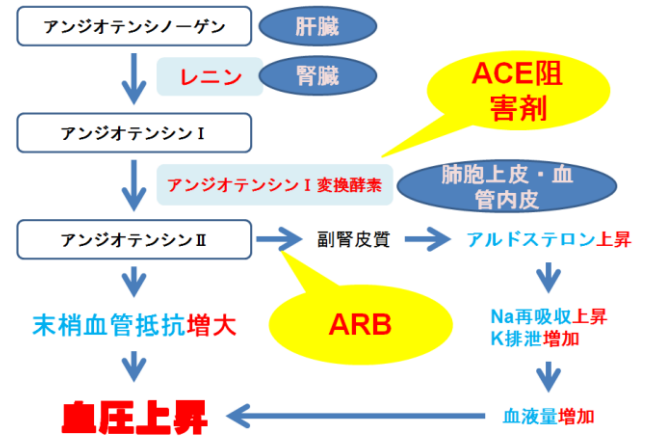 アンジオテンシノーゲン
肝臓
レニン
腎臓
ACE阻
害剤
アンジオテンシンⅠ
アンジオテンシンⅠ変換酵素
肺胞上皮・血
管内皮
アンジオテンシンⅡ
副腎皮質
アルドステロン上昇
末梢血管抵抗増大
ARB
Na再吸収上昇
K排泄増加
血圧上昇
血液量増加